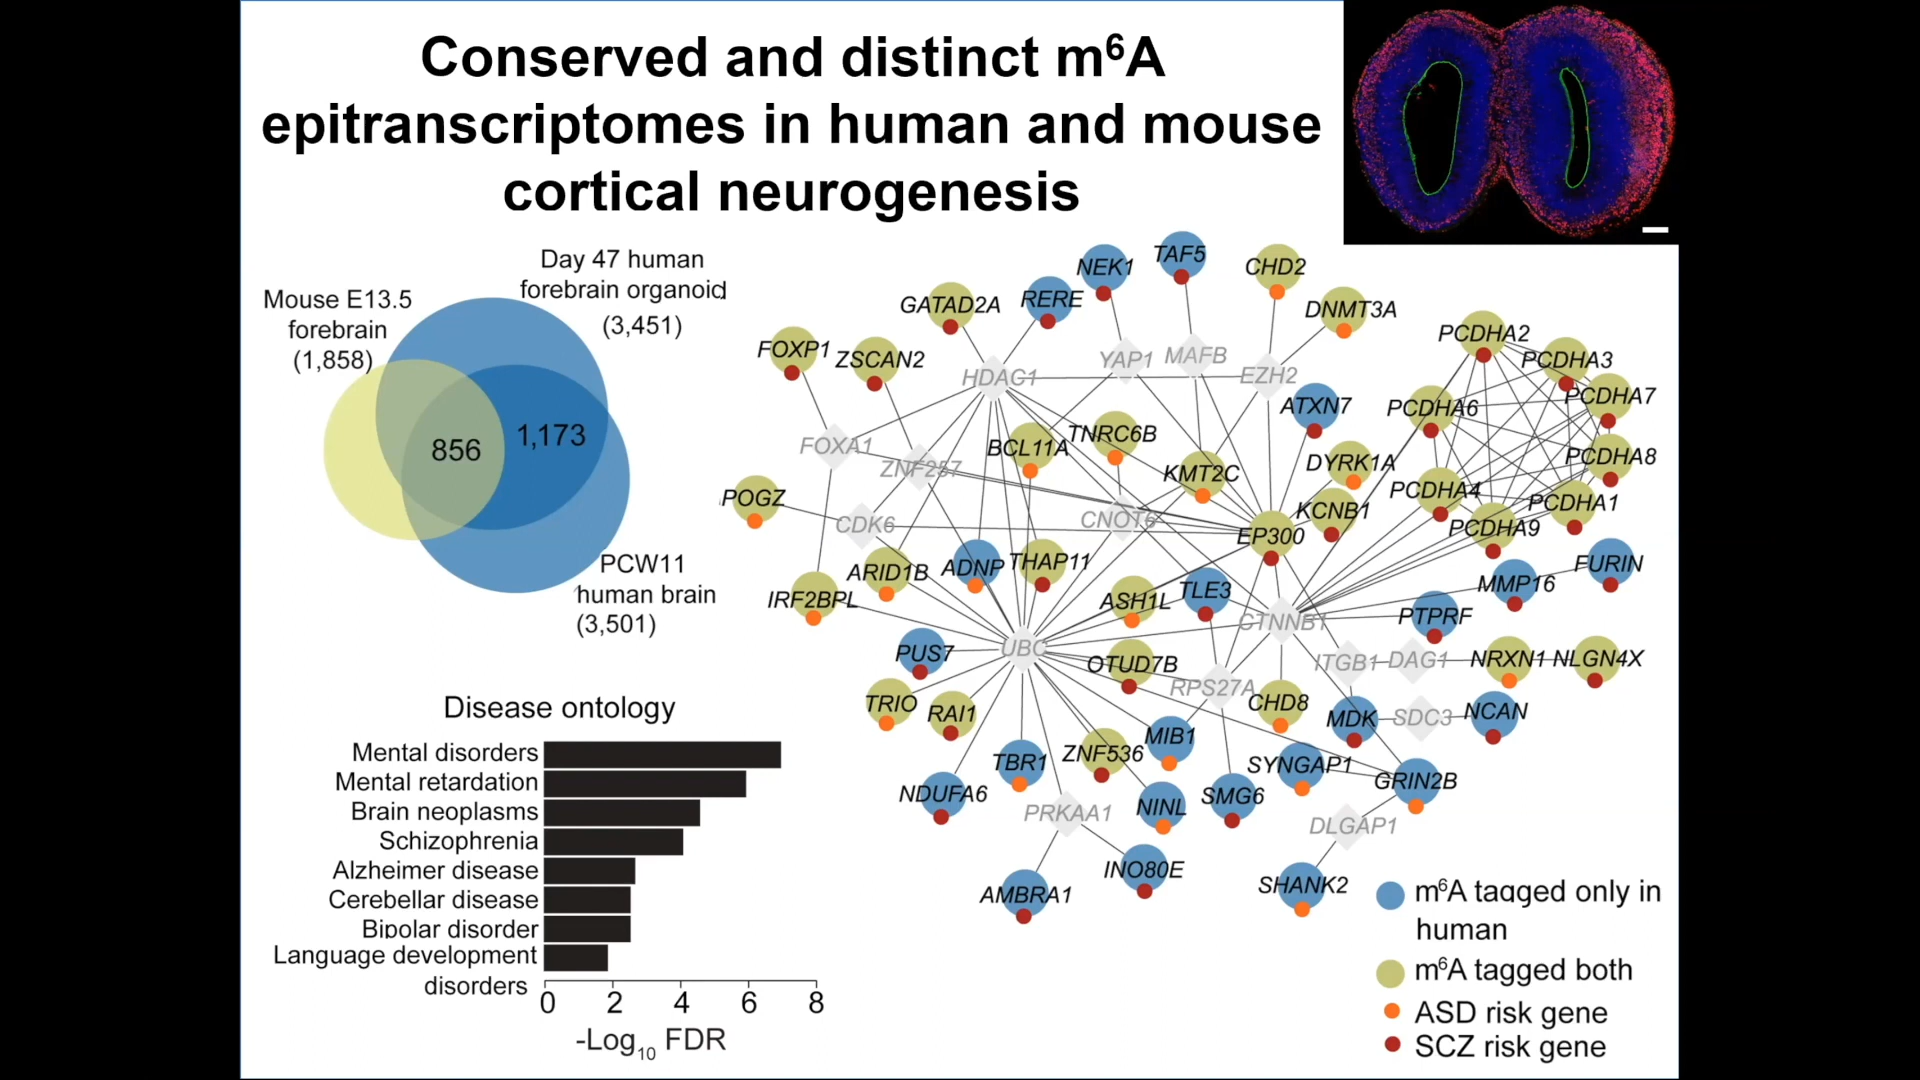 Conserved and distinct m⁶A
epitranscriptomes in human and mouse
cortical neurogenesis
Day 47 human
forebrain organoid
(3,451)
Mouse E13.5
forebrain
(1,858)
856
1,173
PCW11
human brain
(3,501)
Disease ontology
Mental disorders
Mental retardation
Brain neoplasms
Schizophrenia
Alzheimer disease
Cerebellar disease
Bipolar disorder
Language development
disorders
0 2 4 6 8
-Log₁₀ FDR
NEK1
TAF5
CHD2
GATAD2A
RERE
DNMT3A
FOXP1
ZSCAN2
HDAC1
YAP1
MAFB
EZH2
PCDHA2
PCDHA3
PCDHA7
PCDHA6
ATXN7
FOXA1
ZNF257
BCL11A
TNRC6B
KMT2C
DYRK1A
PCDHA8
PCDHA4
PCDHA1
POGZ
CDK6
CNOT6
KCNB1
EP300
PCDHA9
ARID1B
ADNP
THAP11
FURIN
MMP16
IRF2BPL
ASH1L
TLE3
CTNNB1
PTPRF
PUS7
UBC
OTUD7B
RPS27A
ITGB1
DAG1
NRXN1
NLGN4X
TRIO
RAI1
CHD8
MDK
SDC3
NCAN
TBR1
ZNF536
MIB1
SYNGAP1
GRIN2B
NDUFA6
PRKAA1
NINL
SMG6
DLGAP1
AMBRA1
INO80E
SHANK2
m⁶A tagged only in
human
m⁶A tagged both
ASD risk gene
SCZ risk gene